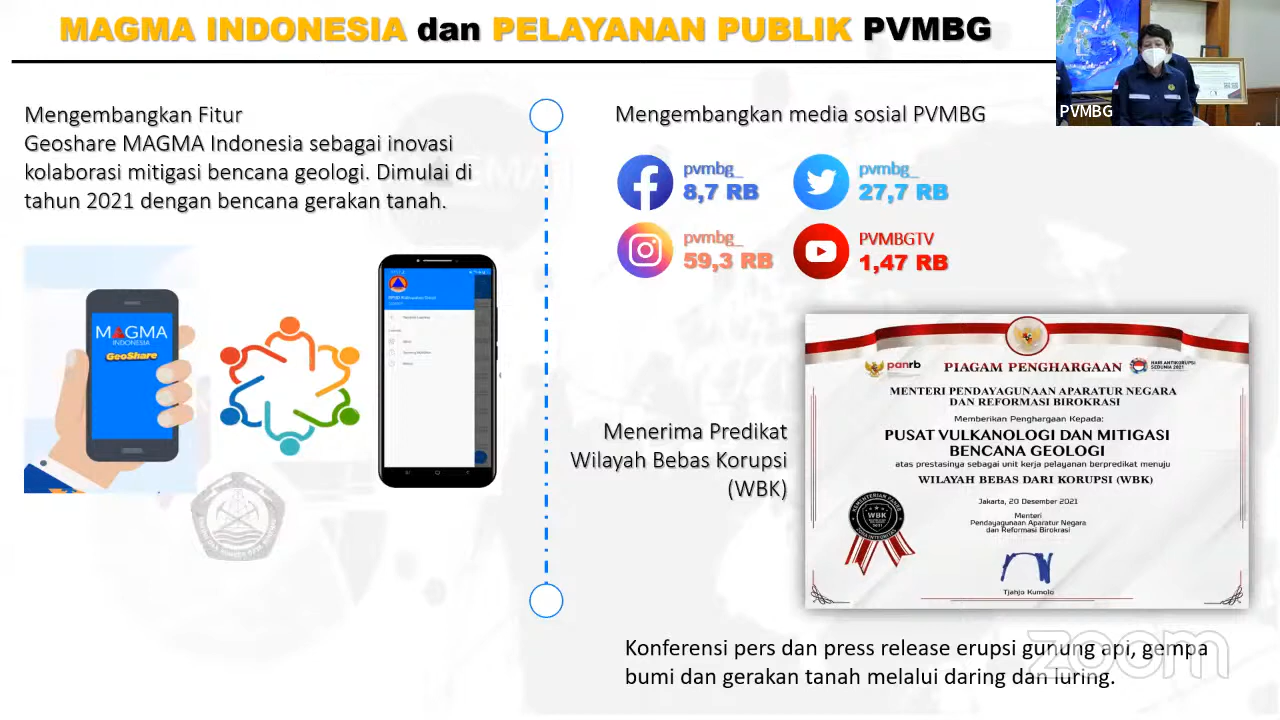 MAGMA INDONESIA dan PELAYANAN PUBLIK PVMBG
PVMBG
Mengembangkan Fitur
Geoshare MAGMA Indonesia sebagai inovasi
kolaborasi mitigasi bencana geologi. Dimulai di
tahun 2021 dengan bencana gerakan tanah.
MAGMA
INDONESIA
GeoShare
Mengembangkan media sosial PVMBG
pvmbg_
8,7 RB
pvmbg_
27,7 RB
pvmbg_
59,3 RB
PVMBGTV
1,47 RB
Menerima Predikat
Wilayah Bebas Korupsi
(WBK)
panrb
PIAGAM PENGHARGAAN
HARI ANTIKORUPSI
SEDUNIA 2021
MENTERI PENDAYAGUNAAN APARATUR NEGARA
DAN REFORMASI BIROKRASI
Memberikan Penghargaan Kepada:
PUSAT VULKANOLOGI DAN MITIGASI
BENCANA GEOLOGI
atas prestasinya sebagai unit kerja pelayanan berpredikat menuju
WILAYAH BEBAS DARI KORUPSI (WBK)
Jakarta, 20 Desember 2021
Menteri
Pendayagunaan Aparatur Negara
dan Reformasi Birokrasi
WBK
Tjahjo Kumolo
Konferensi pers dan press release erupsi gunung api, gempa
bumi dan gerakan tanah melalui daring dan luring.
zoom